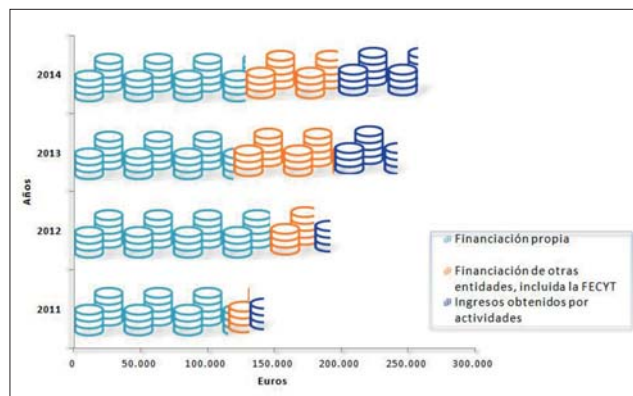 Años
2014
2013
2012
2011
0 50.000 100.000 150.000 200.000 250.000 300.000
Euros
Financiación propia
Financiación de otras
entidades, incluida la FECYT
Ingresos obtenidos por
actividades